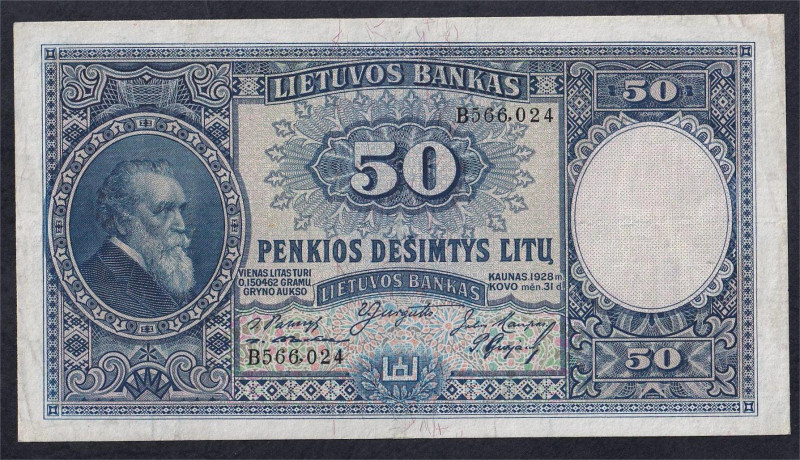 LIETUVOS BANKAS
50
B566,024
50
PENKIOS DEŠIMTYS LITŲ
VIENAS LITAS TURI
0,150462 GRAMŲ
GRYNO AUKSO
KAUNAS.1928 m.
KOVO mėn. 31 d.
LIETUVOS BANKAS
B566,024
50